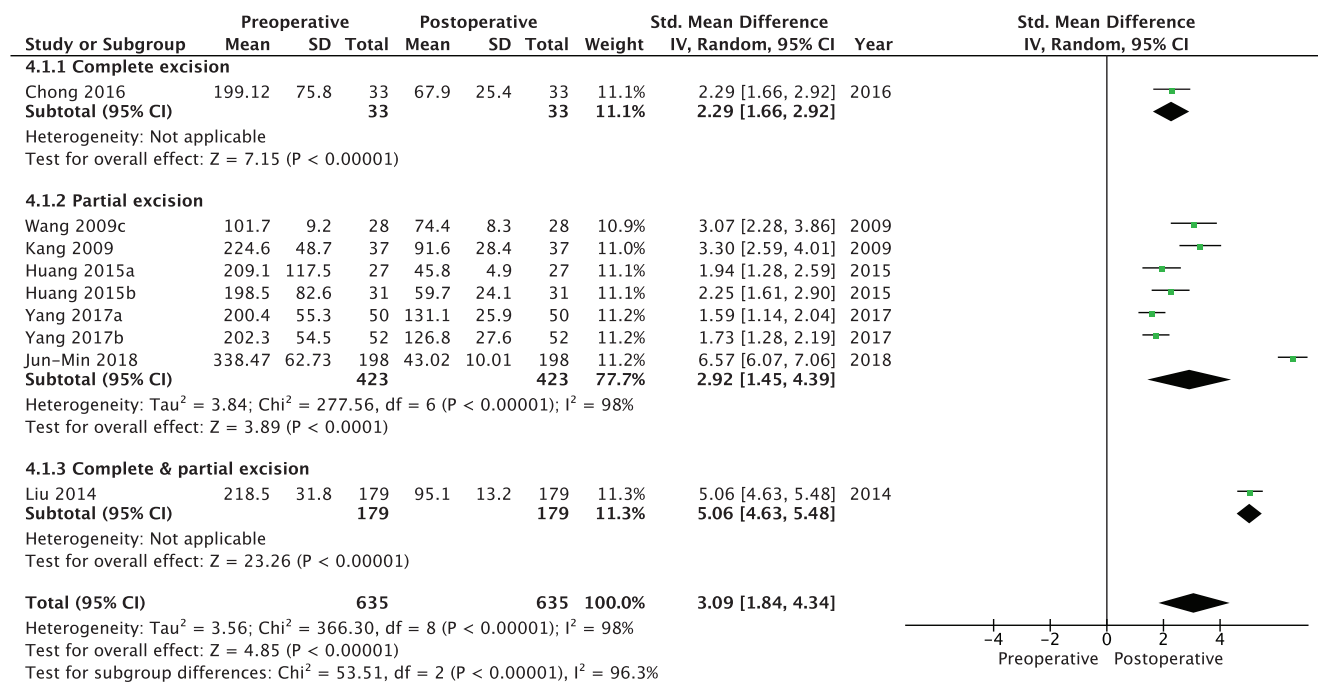 Preoperative Postoperative Std. Mean Difference Std. Mean Difference
Study or Subgroup Mean SD Total Mean SD Total Weight IV, Random, 95% CI Year IV, Random, 95% CI
4.1.1 Complete excision
Chong 2016 199.12 75.8 33 67.9 25.4 33 11.1% 2.29 [1.66, 2.92] 2016
Subtotal (95% CI) 33 33 11.1% 2.29 [1.66, 2.92]
Heterogeneity: Not applicable
Test for overall effect: Z = 7.15 (P < 0.00001)
4.1.2 Partial excision
Wang 2009c 101.7 9.2 28 74.4 8.3 28 10.9% 3.07 [2.28, 3.86] 2009
Kang 2009 224.6 48.7 37 91.6 28.4 37 11.0% 3.30 [2.59, 4.01] 2009
Huang 2015a 209.1 117.5 27 45.8 4.9 27 11.1% 1.94 [1.28, 2.59] 2015
Huang 2015b 198.5 82.6 31 59.7 24.1 31 11.1% 2.25 [1.61, 2.90] 2015
Yang 2017a 200.4 55.3 50 131.1 25.9 50 11.2% 1.59 [1.14, 2.04] 2017
Yang 2017b 202.3 54.5 52 126.8 27.6 52 11.2% 1.73 [1.28, 2.19] 2017
Jun-Min 2018 338.47 62.73 198 43.02 10.01 198 11.2% 6.57 [6.07, 7.06] 2018
Subtotal (95% CI) 423 423 77.7% 2.92 [1.45, 4.39]
Heterogeneity: Tau² = 3.84; Chi² = 277.56, df = 6 (P < 0.00001); I² = 98%
Test for overall effect: Z = 3.89 (P < 0.0001)
4.1.3 Complete & partial excision
Liu 2014 218.5 31.8 179 95.1 13.2 179 11.3% 5.06 [4.63, 5.48] 2014
Subtotal (95% CI) 179 179 11.3% 5.06 [4.63, 5.48]
Heterogeneity: Not applicable
Test for overall effect: Z = 23.26 (P < 0.00001)
Total (95% CI) 635 635 100.0% 3.09 [1.84, 4.34]
Heterogeneity: Tau² = 3.56; Chi² = 366.30, df = 8 (P < 0.00001); I² = 98%
Test for overall effect: Z = 4.85 (P < 0.00001)
Test for subgroup differences: Chi² = 53.51, df = 2 (P < 0.00001), I² = 96.3%
-4 -2 0 2 4
Preoperative Postoperative